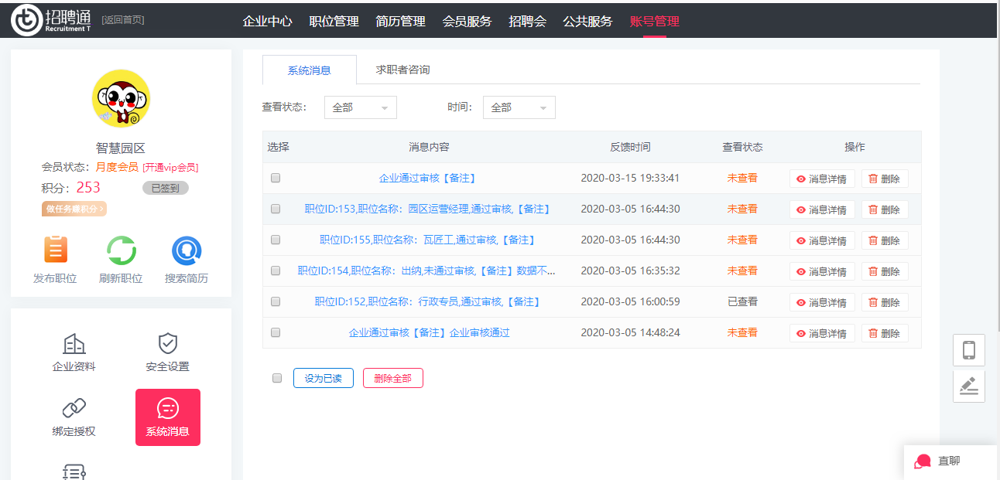 招聘通
Recruitment T
[返回首页]
企业中心 职位管理 简历管理 会员服务 招聘会 公共服务 账号管理
智慧园区
会员状态：月度会员 [开通vip会员]
积分：253 已签到
做任务赚积分 >
发布职位 刷新职位 搜索简历
企业资料 安全设置
绑定授权 系统消息
系统消息 求职者咨询
查看状态： 全部 时间： 全部
选择 消息内容 反馈时间 查看状态 操作
企业通过审核【备注】 2020-03-15 19:33:41 未查看 消息详情 删除
职位ID:153,职位名称：园区运营经理,通过审核,【备注】 2020-03-05 16:44:30 未查看 消息详情 删除
职位ID:155,职位名称：瓦匠工,通过审核,【备注】 2020-03-05 16:44:30 未查看 消息详情 删除
职位ID:154,职位名称：出纳,未通过审核,【备注】数据不... 2020-03-05 16:35:32 未查看 消息详情 删除
职位ID:152,职位名称：行政专员,通过审核,【备注】 2020-03-05 16:00:59 已查看 消息详情 删除
企业通过审核【备注】企业审核通过 2020-03-05 14:48:24 未查看 消息详情 删除
设为已读 删除全部
直聊